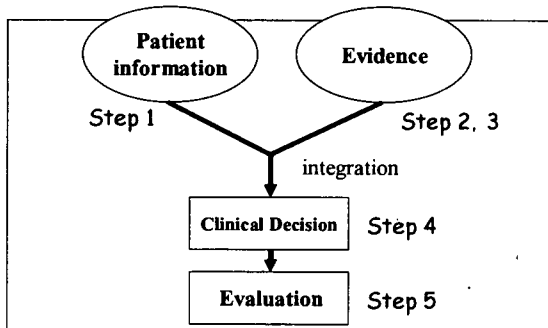 Patient
information
Evidence
Step 1
Step 2, 3
integration
Clinical Decision
Step 4
Evaluation
Step 5